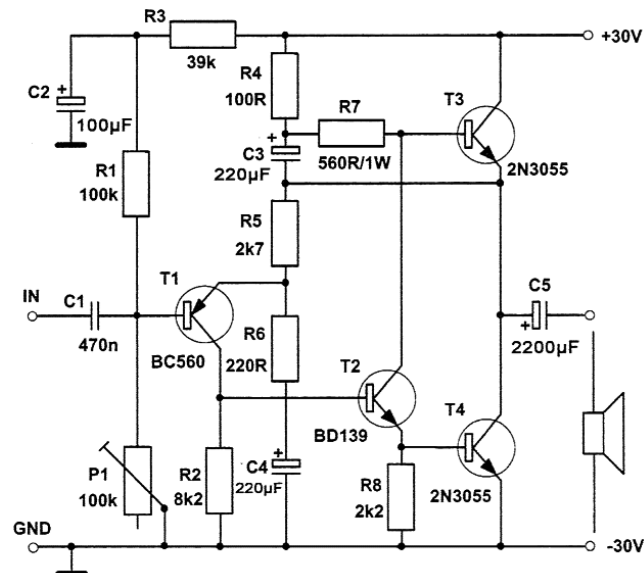 R3
39k
+30V
C2
+
100µF
R4
100R
R7
560R/1W
T3
2N3055
+
C3
220µF
R1
100k
R5
2k7
T1
BC560
IN
C1
470n
R6
220R
C5
+
2200µF
T2
BD139
T4
2N3055
P1
100k
R2
8k2
+
C4
220µF
R8
2k2
GND
-30V